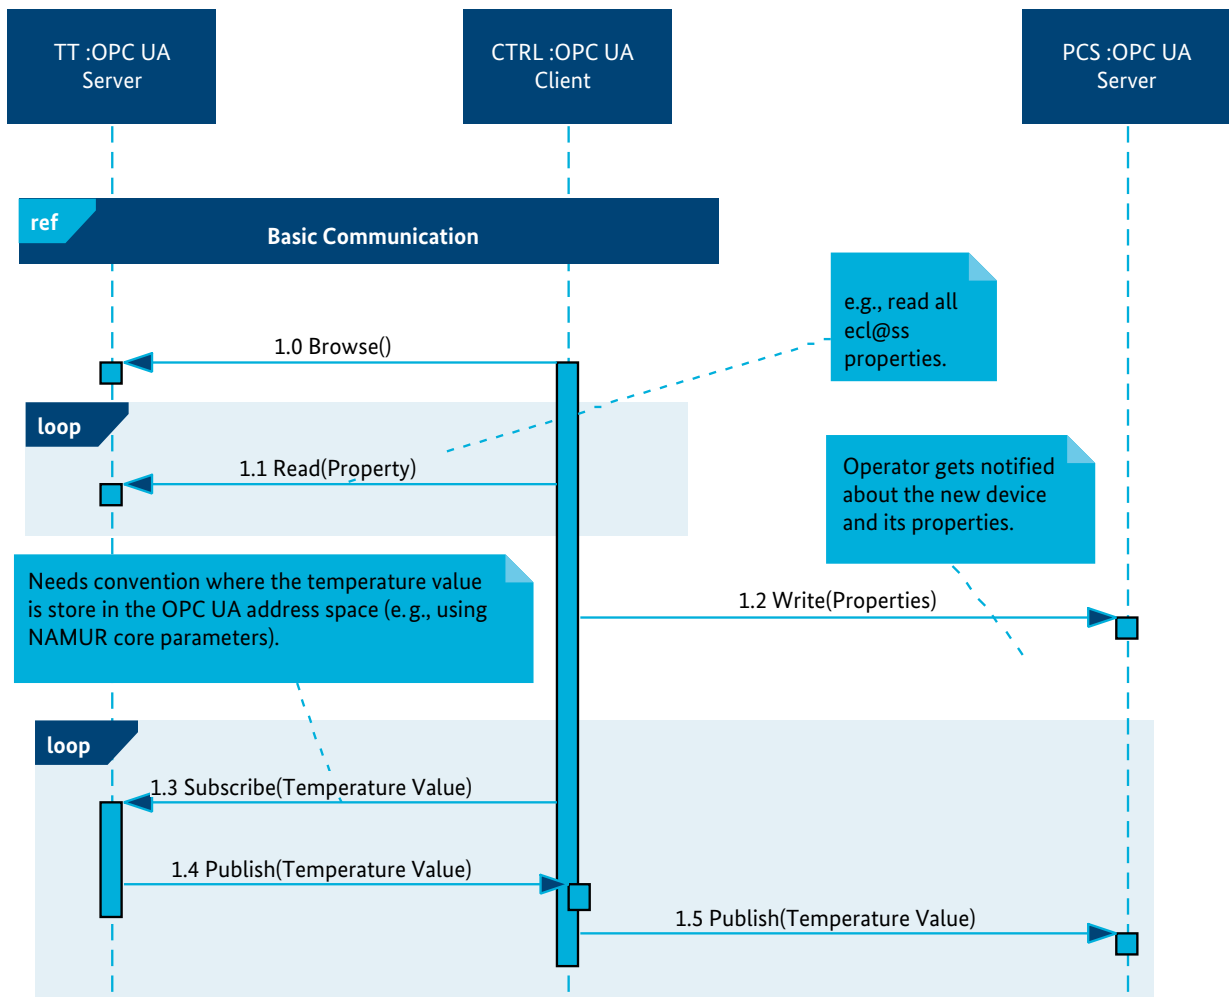 TT :OPC UA
Server
CTRL :OPC UA
Client
PCS :OPC UA
Server
ref
Basic Communication
e.g., read all
ecl@ss
properties.
1.0 Browse()
loop
1.1 Read(Property)
Operator gets notified
about the new device
and its properties.
Needs convention where the temperature value
is store in the OPC UA address space (e.g., using
NAMUR core parameters).
1.2 Write(Properties)
loop
1.3 Subscribe(Temperature Value)
1.4 Publish(Temperature Value)
1.5 Publish(Temperature Value)